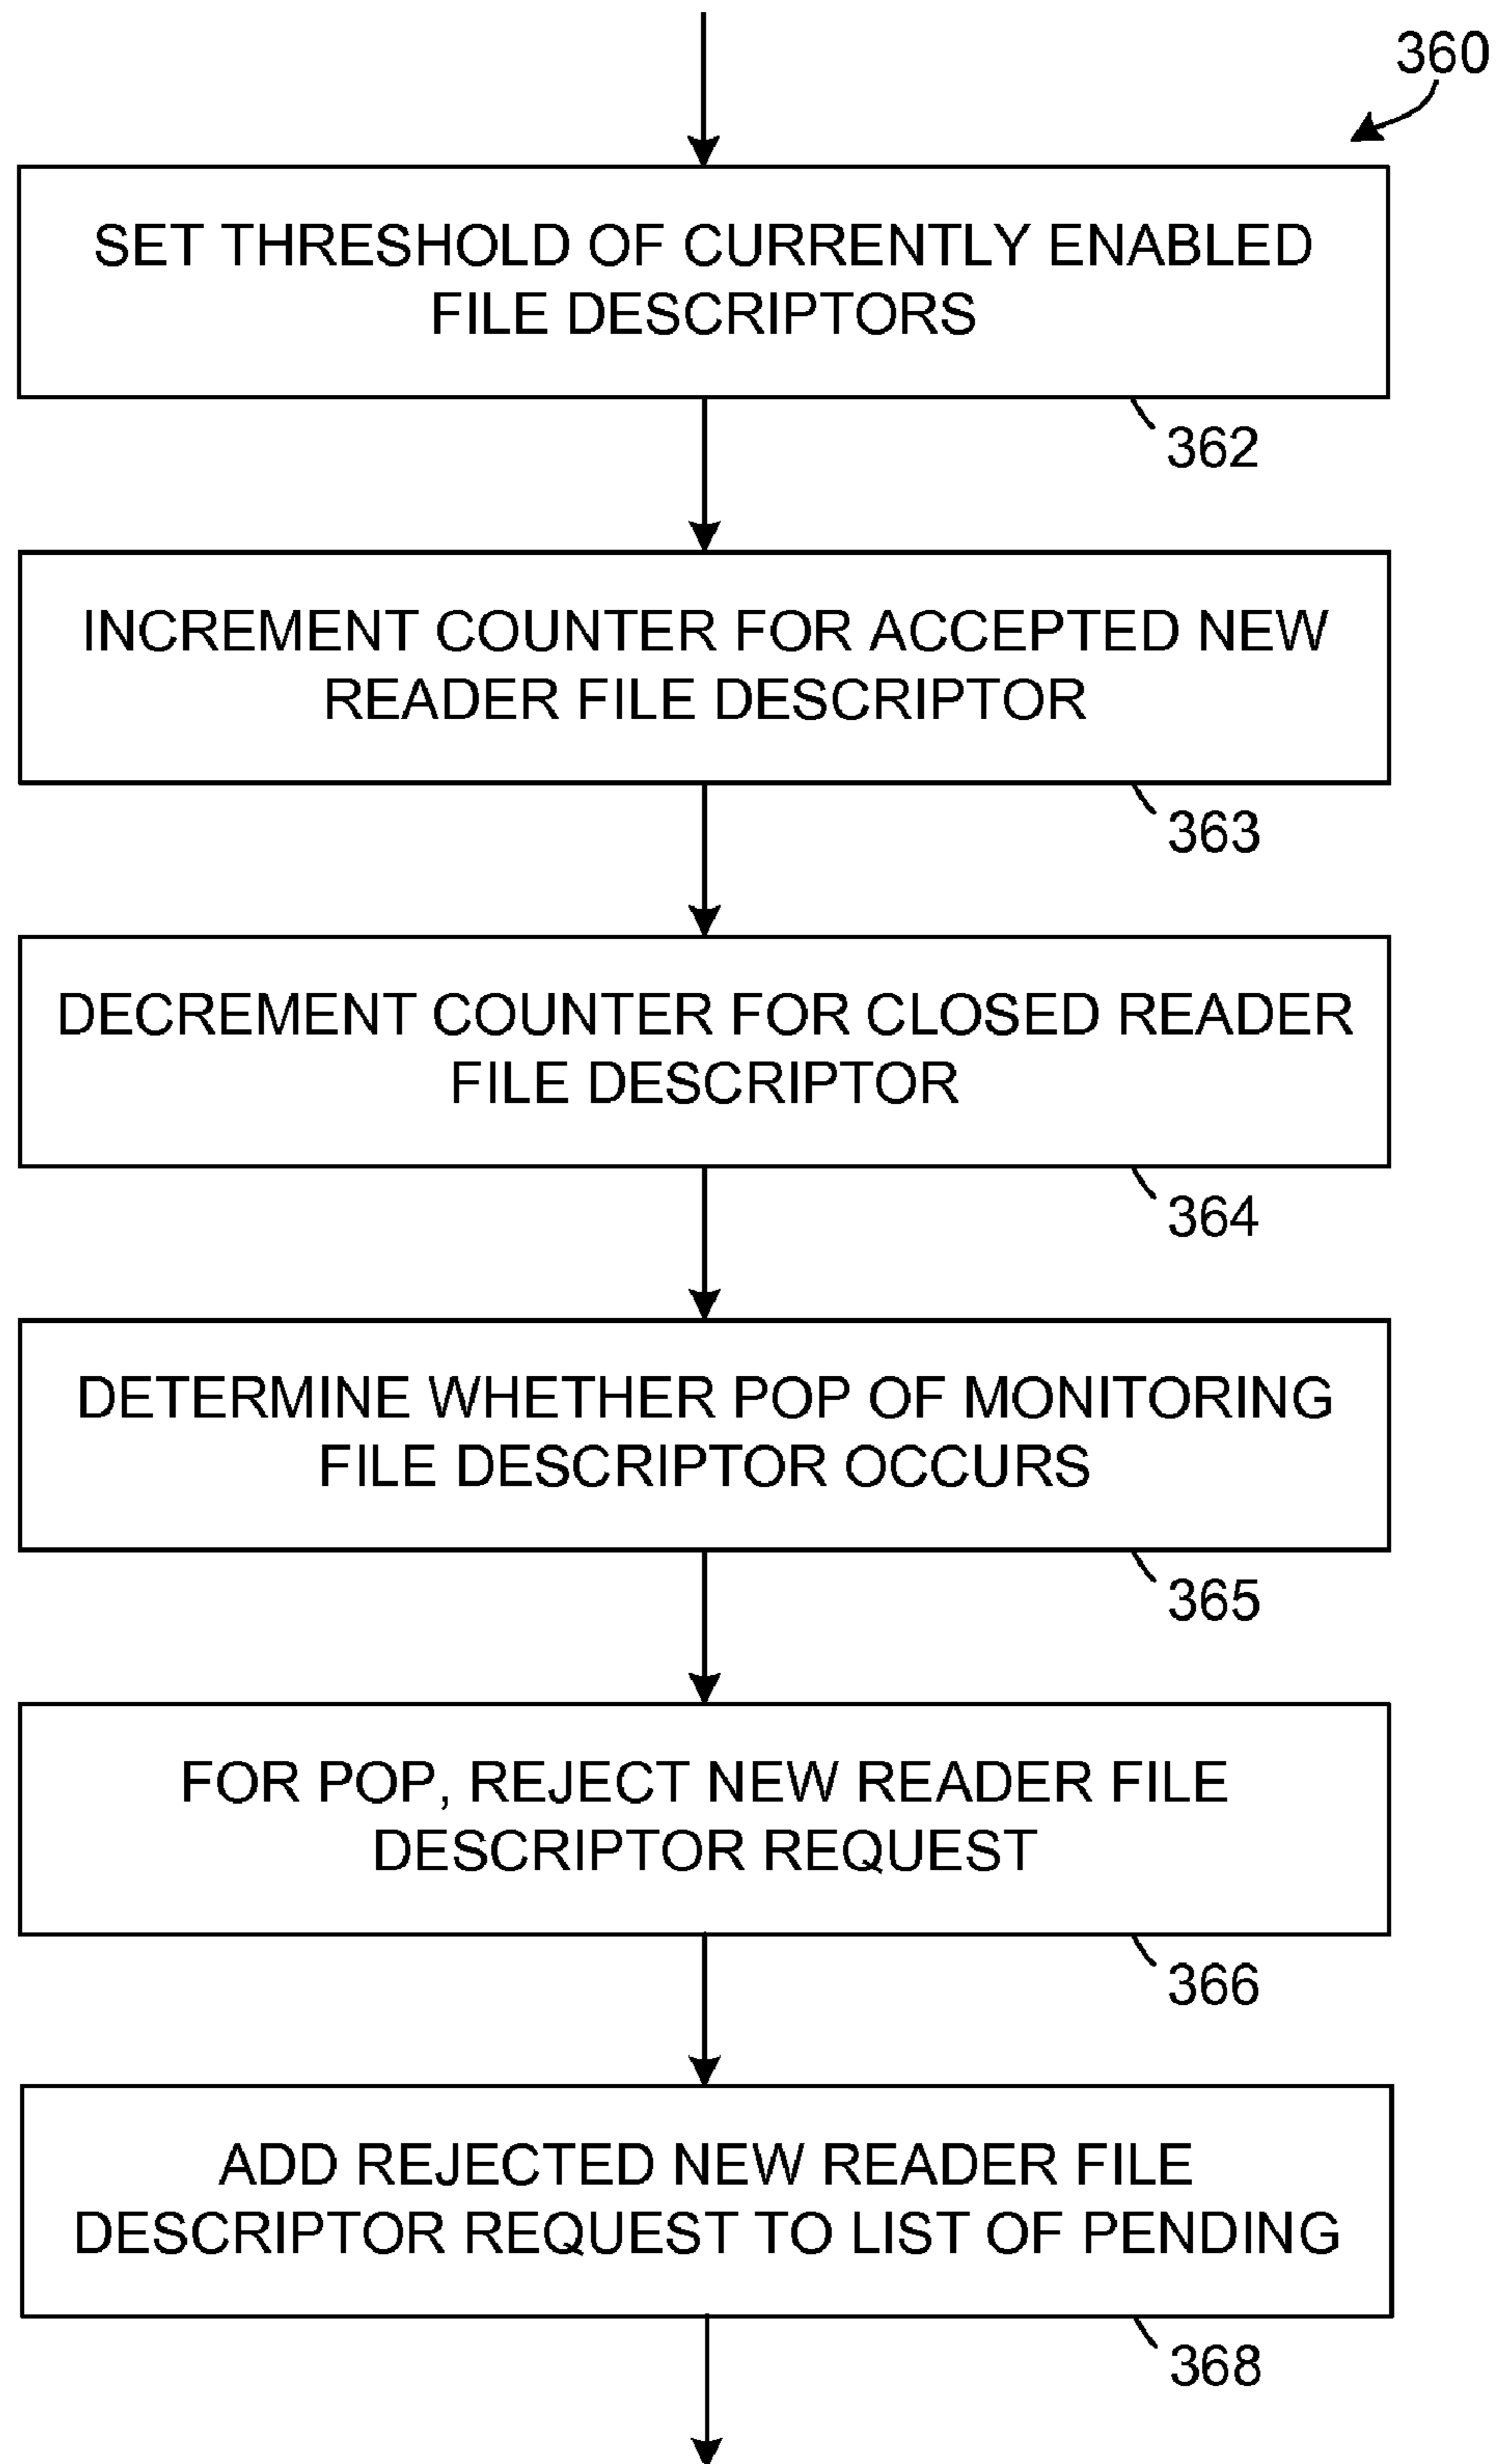 360
SET THRESHOLD OF CURRENTLY ENABLED
FILE DESCRIPTORS
362
INCREMENT COUNTER FOR ACCEPTED NEW
READER FILE DESCRIPTOR
363
DECREMENT COUNTER FOR CLOSED READER
FILE DESCRIPTOR
364
DETERMINE WHETHER POP OF MONITORING
FILE DESCRIPTOR OCCURS
365
FOR POP, REJECT NEW READER FILE
DESCRIPTOR REQUEST
366
ADD REJECTED NEW READER FILE
DESCRIPTOR REQUEST TO LIST OF PENDING
368